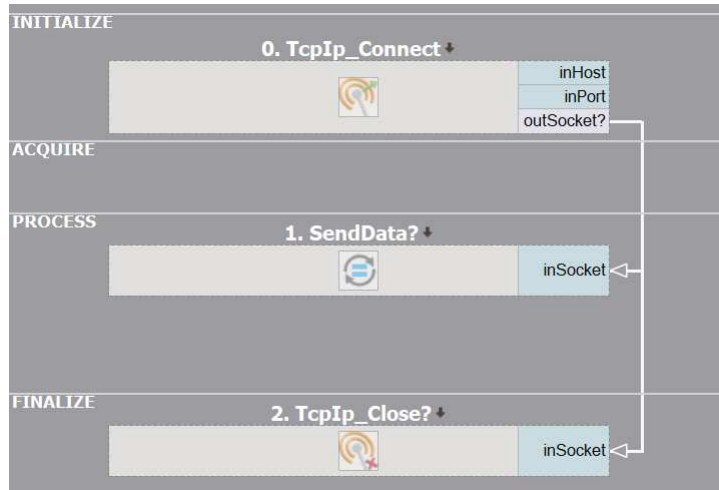 INITIALIZE
0. TcpIp_Connect
inHost
inPort
outSocket?
ACQUIRE
PROCESS
1. SendData?
inSocket
FINALIZE
2. TcpIp_Close?
inSocket